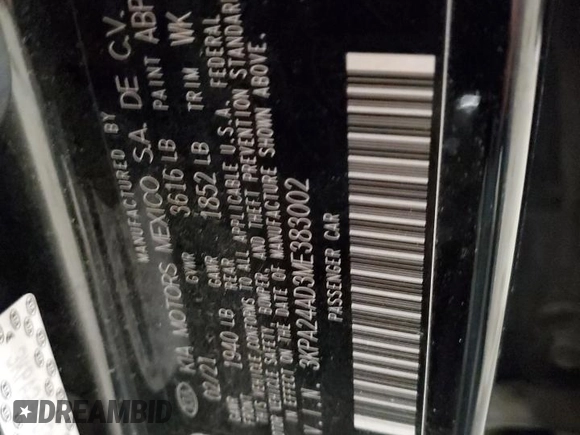 MANUFACTURED BY
KIA KIA MOTORS MEXICO S.A. DE C.V.
02/21 GVWR 3616 LB PAINT ABP
1940 LB GAWR REAR 1852 LB TRIM WK
THIS VEHICLE CONFORMS TO ALL APPLICABLE U.S.A. FEDERAL
VEHICLE SAFETY, BUMPER, AND THEFT PREVENTION STANDARDS
IN EFFECT ON THE DATE OF MANUFACTURE SHOWN ABOVE.
V.I.N. 3KPA24AD3ME383002
PASSENGER CAR
DREAMBID